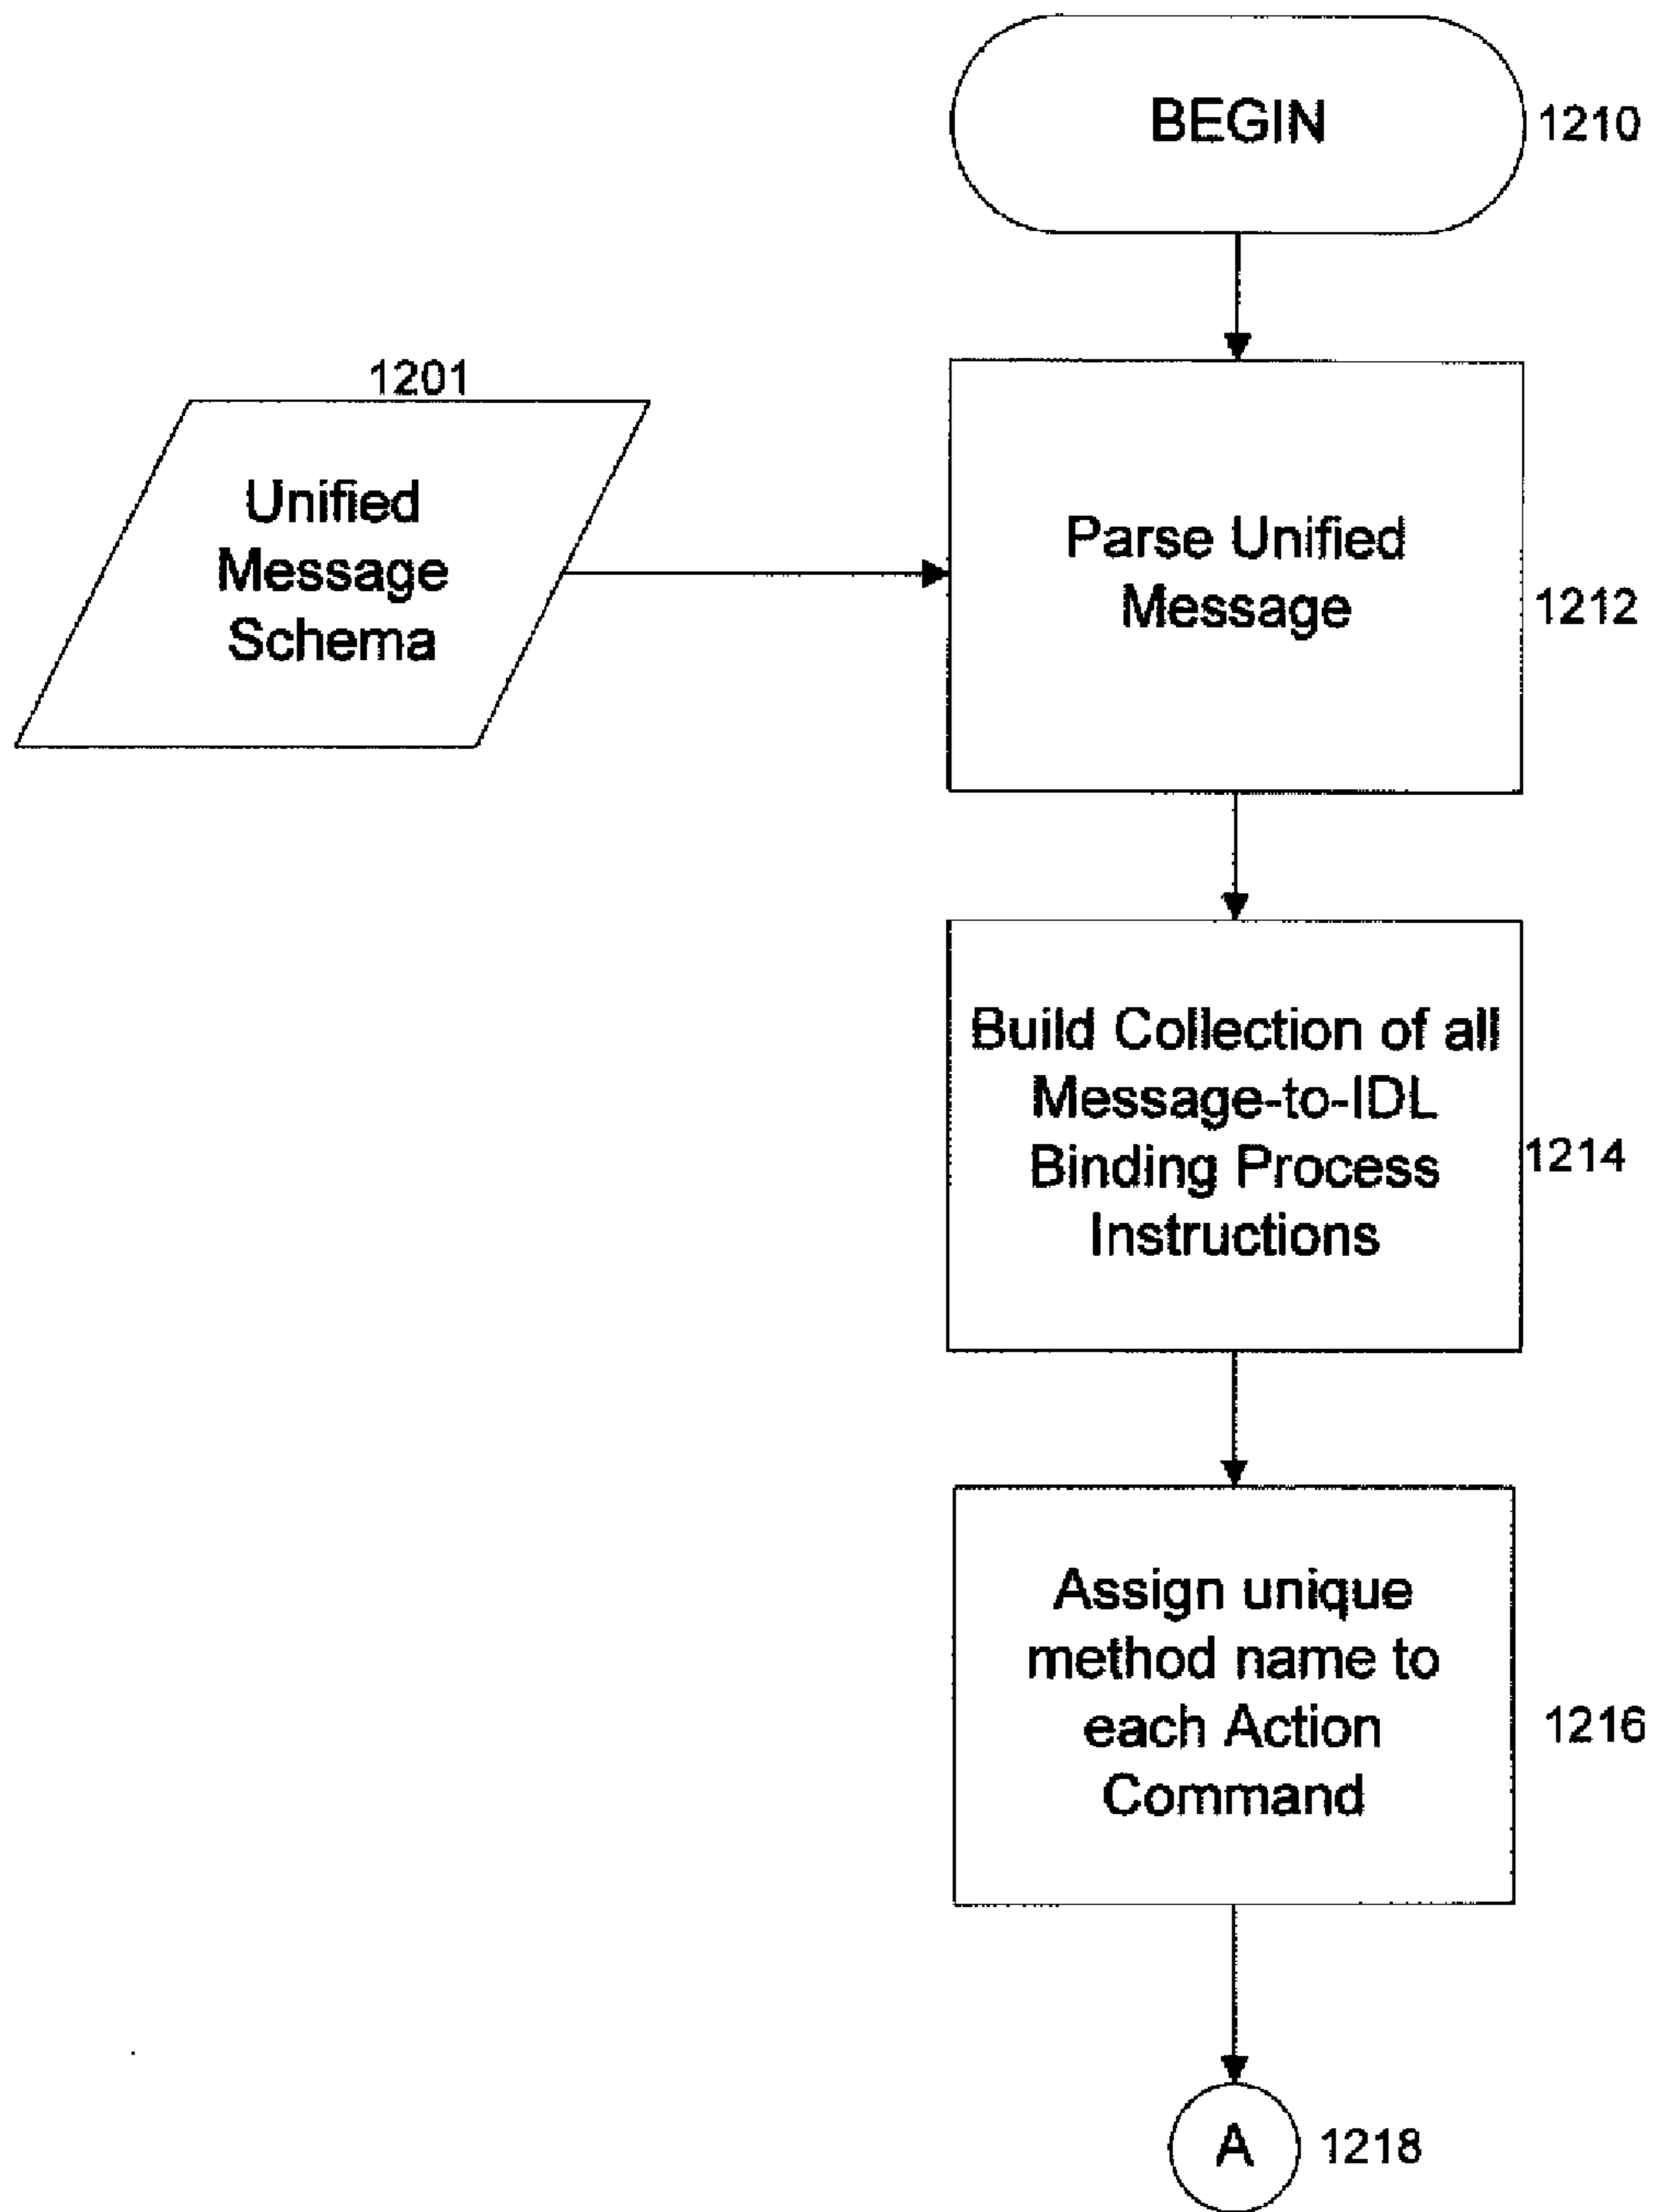 BEGIN
1210
1201
Unified
Message
Schema
Parse Unified
Message
1212
Build Collection of all
Message-to-IDL
Binding Process
Instructions
1214
Assign unique
method name to
each Action
Command
1216
A
1218